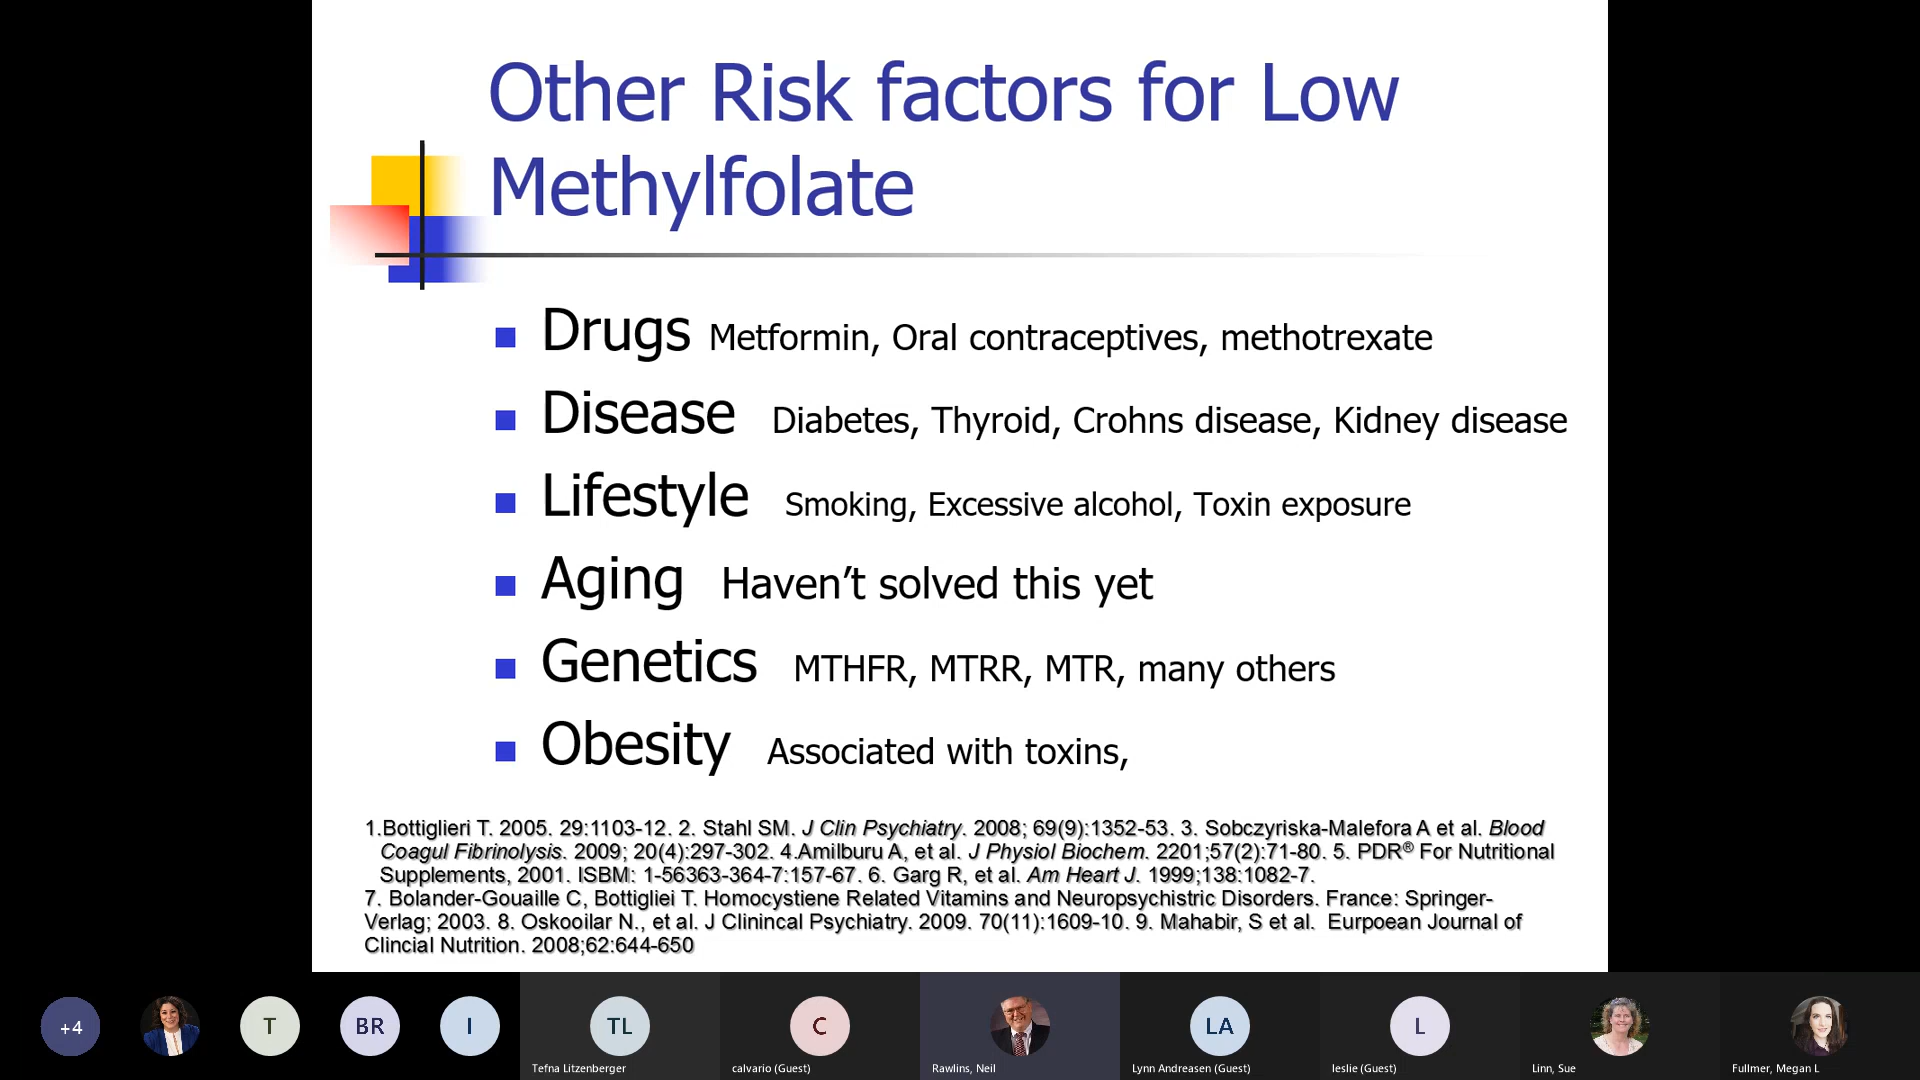 Other Risk factors for Low
Methylfolate
Drugs Metformin, Oral contraceptives, methotrexate
Disease Diabetes, Thyroid, Crohns disease, Kidney disease
Lifestyle Smoking, Excessive alcohol, Toxin exposure
Aging Haven’t solved this yet
Genetics MTHFR, MTRR, MTR, many others
Obesity Associated with toxins,
1.Bottiglieri T. 2005. 29:1103-12. 2. Stahl SM. J Clin Psychiatry. 2008; 69(9):1352-53. 3. Sobczyriska-Malefora A et al. Blood
Coagul Fibrinolysis. 2009; 20(4):297-302. 4.Amilburu A, et al. J Physiol Biochem. 2201;57(2):71-80. 5. PDR® For Nutritional
Supplements, 2001. ISBM: 1-56363-364-7:157-67. 6. Garg R, et al. Am Heart J. 1999;138:1082-7.
7. Bolander-Gouaille C, Bottigliei T. Homocystiene Related Vitamins and Neuropsychistric Disorders. France: Springer-
Verlag; 2003. 8. Oskooilar N., et al. J Clinincal Psychiatry. 2009. 70(11):1609-10. 9. Mahabir, S et al. Eurpoean Journal of
Clincial Nutrition. 2008;62:644-650
+4 T BR I TL C LA L
Tefna Litzenberger calvario (Guest) Rawlins, Neil Lynn Andreasen (Guest) leslie (Guest) Linn, Sue Fullmer, Megan L